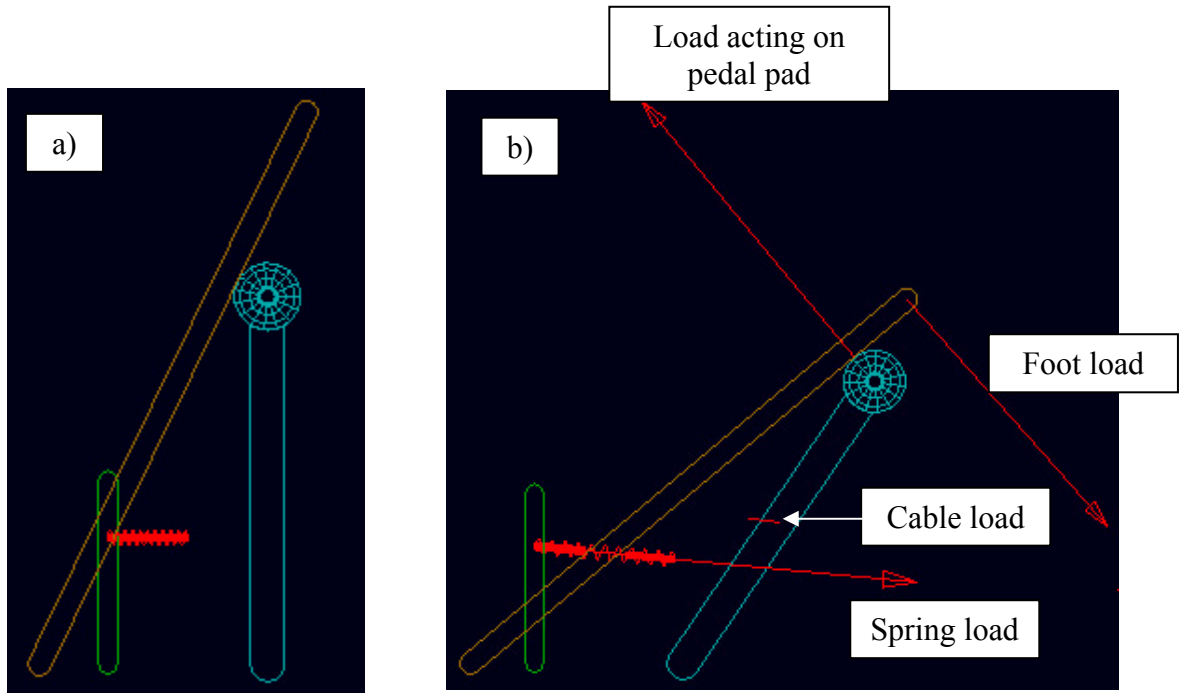 Load acting on
pedal pad
a)
b)
Foot load
Cable load
Spring load